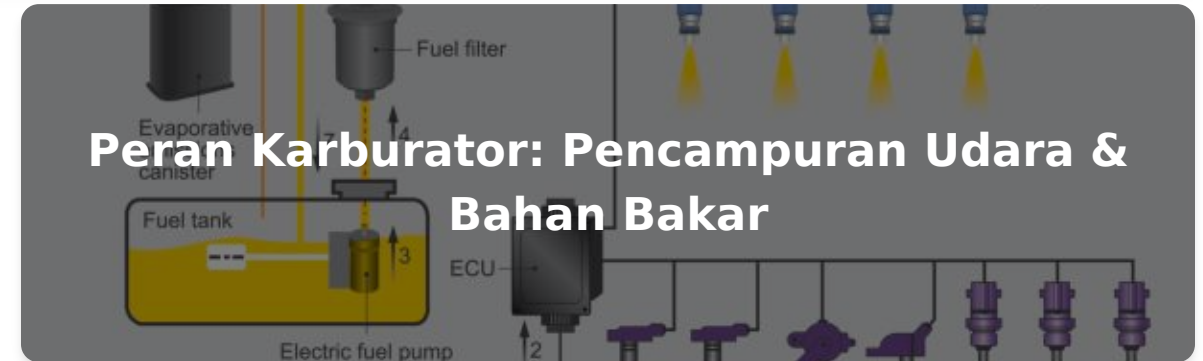 Fuel filter
Evaporative
canister
7
4
Peran Karburator: Pencampuran Udara &
Bahan Bakar
Fuel tank
3
ECU
2
Electric fuel pump